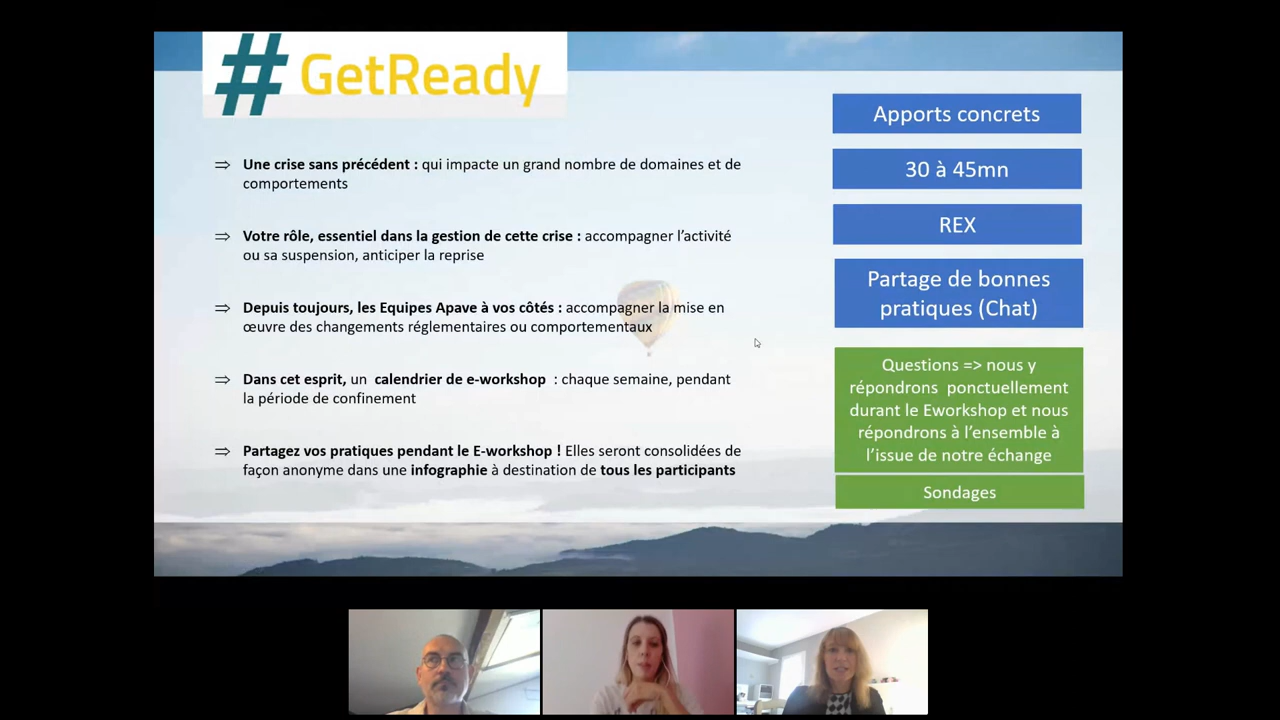 #GetReady
⇒ Une crise sans précédent : qui impacte un grand nombre de domaines et de
comportements
⇒ Votre rôle, essentiel dans la gestion de cette crise : accompagner l’activité
ou sa suspension, anticiper la reprise
⇒ Depuis toujours, les Equipes Apave à vos côtés : accompagner la mise en
œuvre des changements réglementaires ou comportementaux
⇒ Dans cet esprit, un calendrier de e-workshop : chaque semaine, pendant
la période de confinement
⇒ Partagez vos pratiques pendant le E-workshop ! Elles seront consolidées de
façon anonyme dans une infographie à destination de tous les participants
Apports concrets
30 à 45mn
REX
Partage de bonnes
pratiques (Chat)
Questions => nous y
répondrons ponctuellement
durant le Eworkshop et nous
répondrons à l’ensemble à
l’issue de notre échange
Sondages